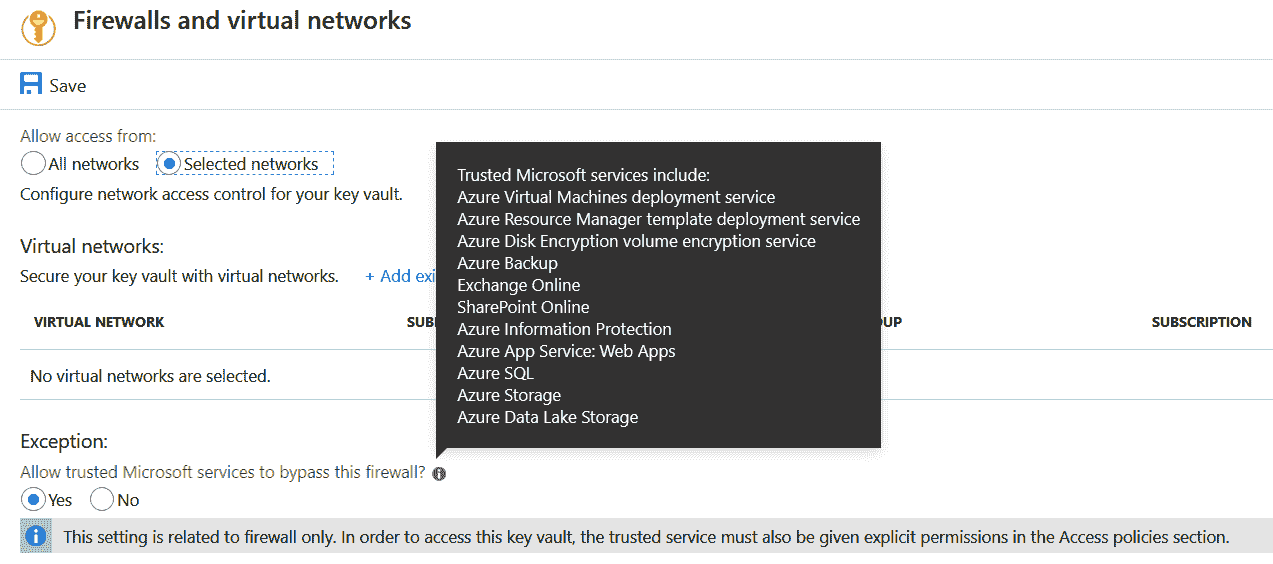 Firewalls and virtual networks
Save
Allow access from:
All networks Selected networks
Configure network access control for your key vault.
Virtual networks:
Secure your key vault with virtual networks. + Add exi
VIRTUAL NETWORK SUBSCRIPTION
No virtual networks are selected.
Trusted Microsoft services include:
Azure Virtual Machines deployment service
Azure Resource Manager template deployment service
Azure Disk Encryption volume encryption service
Azure Backup
Exchange Online
SharePoint Online
Azure Information Protection
Azure App Service: Web Apps
Azure SQL
Azure Storage
Azure Data Lake Storage
Exception:
Allow trusted Microsoft services to bypass this firewall?
Yes No
This setting is related to firewall only. In order to access this key vault, the trusted service must also be given explicit permissions in the Access policies section.